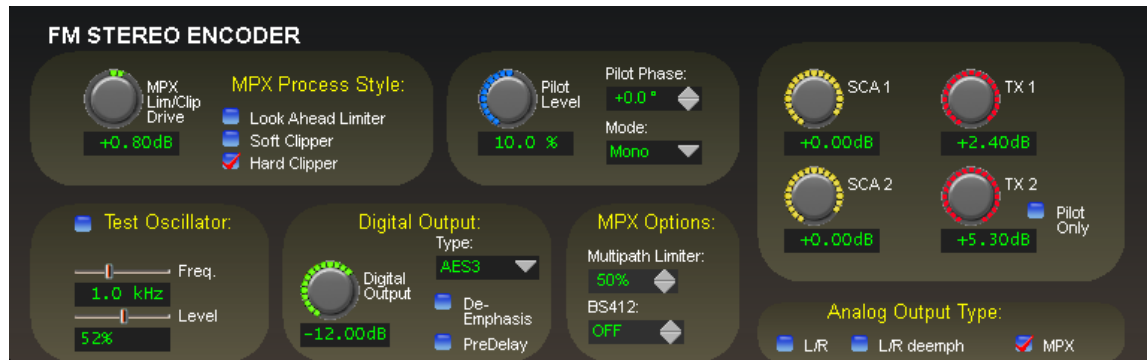 FM STEREO ENCODER
MPX
Lim/Clip
Drive
+0.80dB
MPX Process Style:
Look Ahead Limiter
Soft Clipper
Hard Clipper
Pilot
Level
10.0 %
Pilot Phase:
+0.0 °
Mode:
Mono
SCA 1
+0.00dB
TX 1
+2.40dB
SCA 2
+0.00dB
TX 2
+5.30dB
Pilot
Only
Test Oscillator:
Freq.
1.0 kHz
Level
52%
Digital Output:
Type:
AES3
Digital
Output
-12.00dB
De-
Emphasis
PreDelay
MPX Options:
Multipath Limiter:
50%
BS412:
OFF
Analog Output Type:
L/R
L/R deemph
MPX